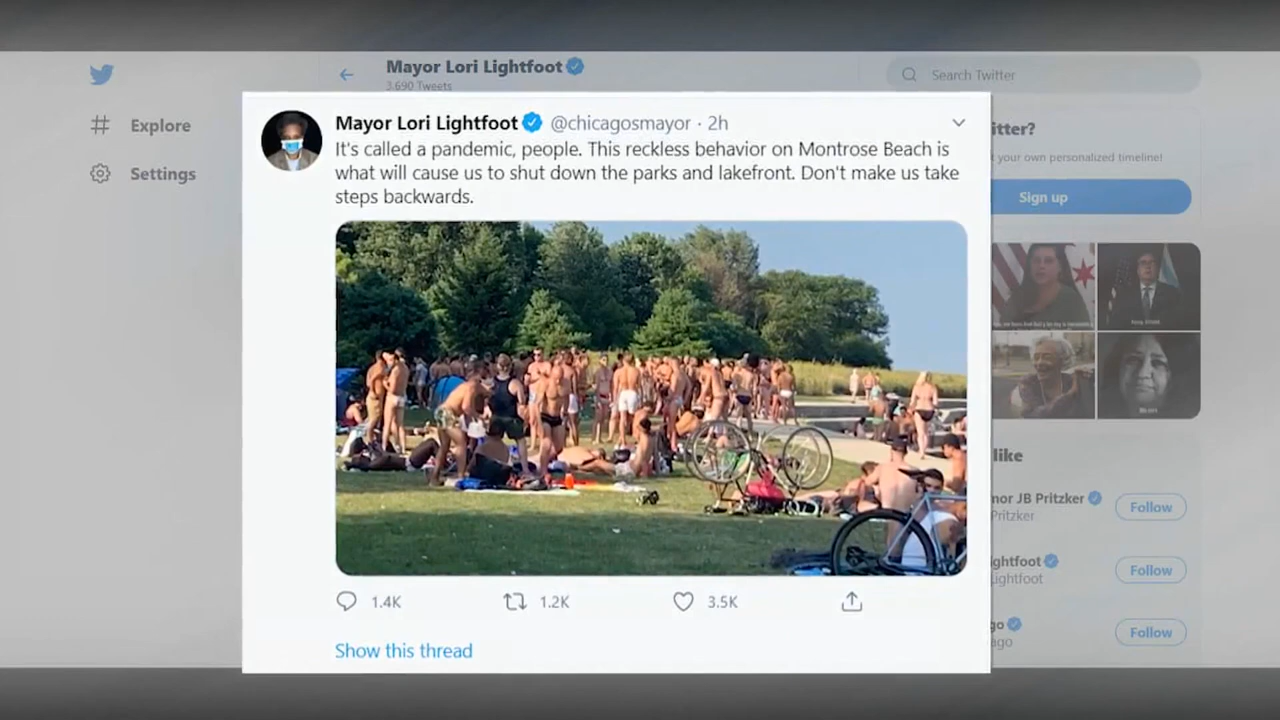 Mayor Lori Lightfoot
3,690 Tweets
Search Twitter
Explore
Settings
Mayor Lori Lightfoot @chicagosmayor · 2h
It's called a pandemic, people. This reckless behavior on Montrose Beach is
what will cause us to shut down the parks and lakefront. Don't make us take
steps backwards.
itter?
your own personalized timeline!
Sign up
1.4K 1.2K 3.5K
Show this thread
like
nor JB Pritzker
Pritzker
Follow
ightfoot
ightfoot
Follow
go
ago
Follow